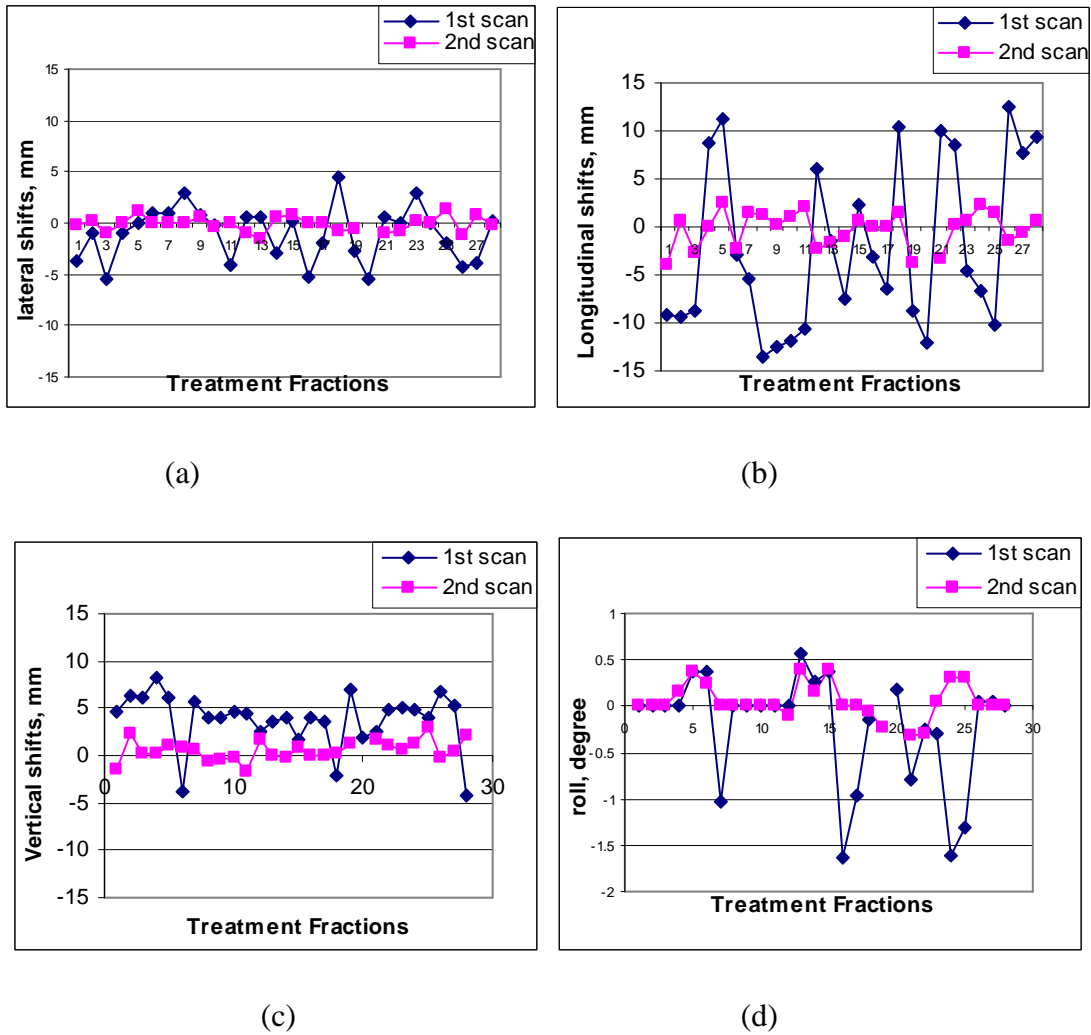 1st scan
2nd scan
15
10
5
0
-5
-10
-15
lateral shifts, mm
1 3 5 7 9 11 13 15 17 19 21 23 25 27
Treatment Fractions
(a)
1st scan
2nd scan
15
10
5
0
-5
-10
-15
Longitudinal shifts, mm
1 3 5 7 9 11 13 15 17 19 21 23 25 27
Treatment Fractions
(b)
1st scan
2nd scan
15
10
5
0
-5
-10
-15
Vertical shifts, mm
0 10 20 30
Treatment Fractions
(c)
1st scan
2nd scan
1
0.5
0
-0.5
-1
-1.5
-2
roll, degree
0 5 10 15 20 25 30
Treatment Fractions
(d)